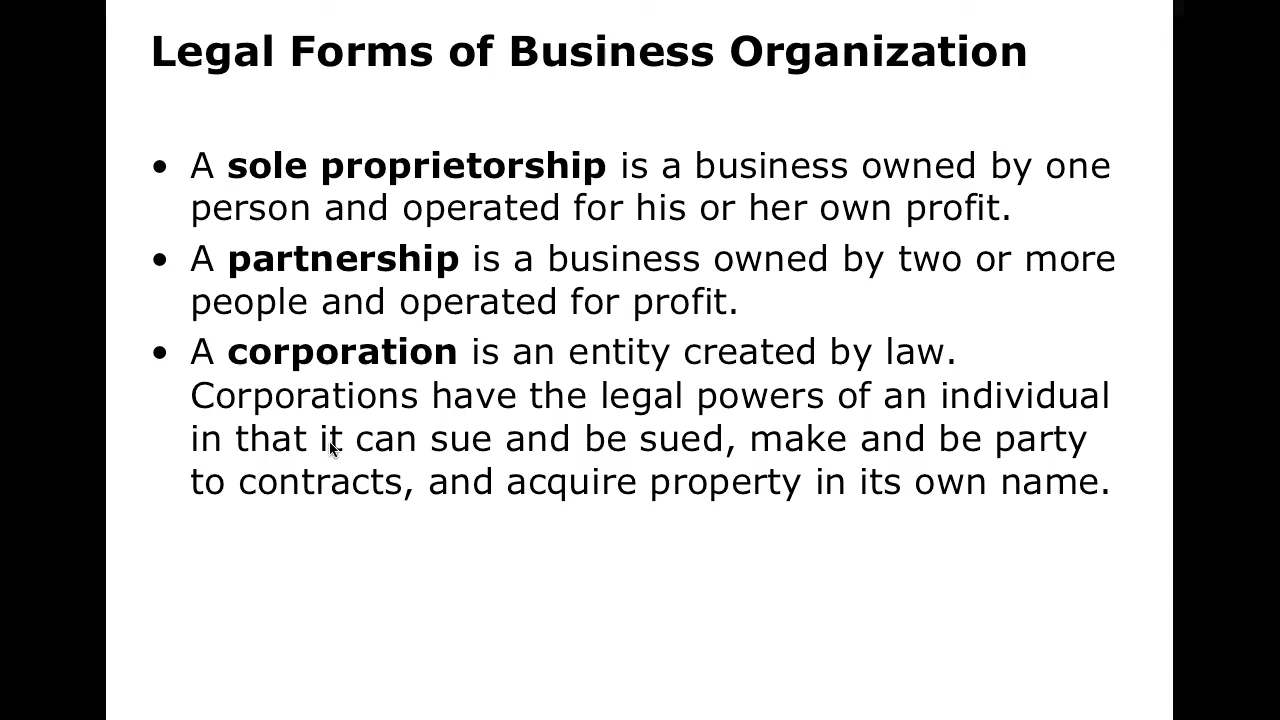 Legal Forms of Business Organization
• A sole proprietorship is a business owned by one
person and operated for his or her own profit.
• A partnership is a business owned by two or more
people and operated for profit.
• A corporation is an entity created by law.
Corporations have the legal powers of an individual
in that it can sue and be sued, make and be party
to contracts, and acquire property in its own name.